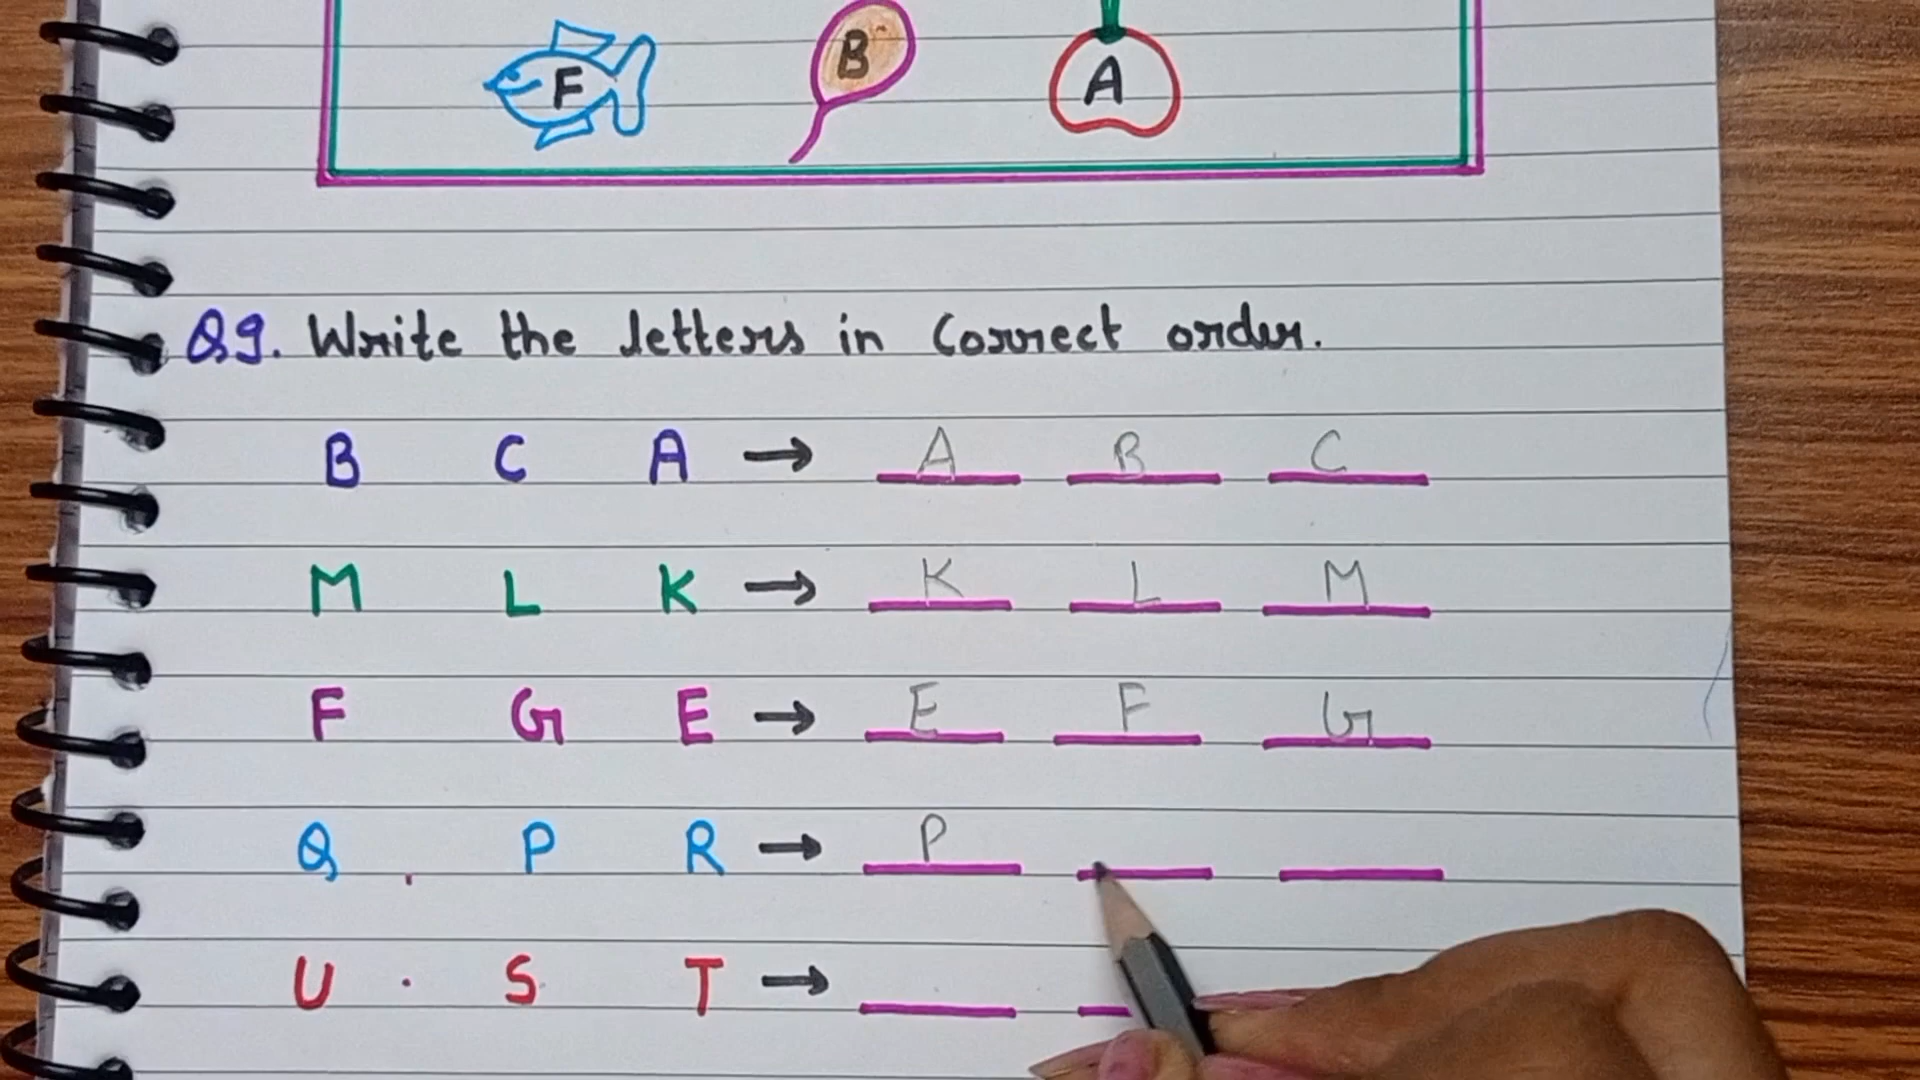 F B A
Q9. Write the letters in Correct order.
B C A → A B C
M L K → K L M
F G E → E F G
Q P R → P
U S T →